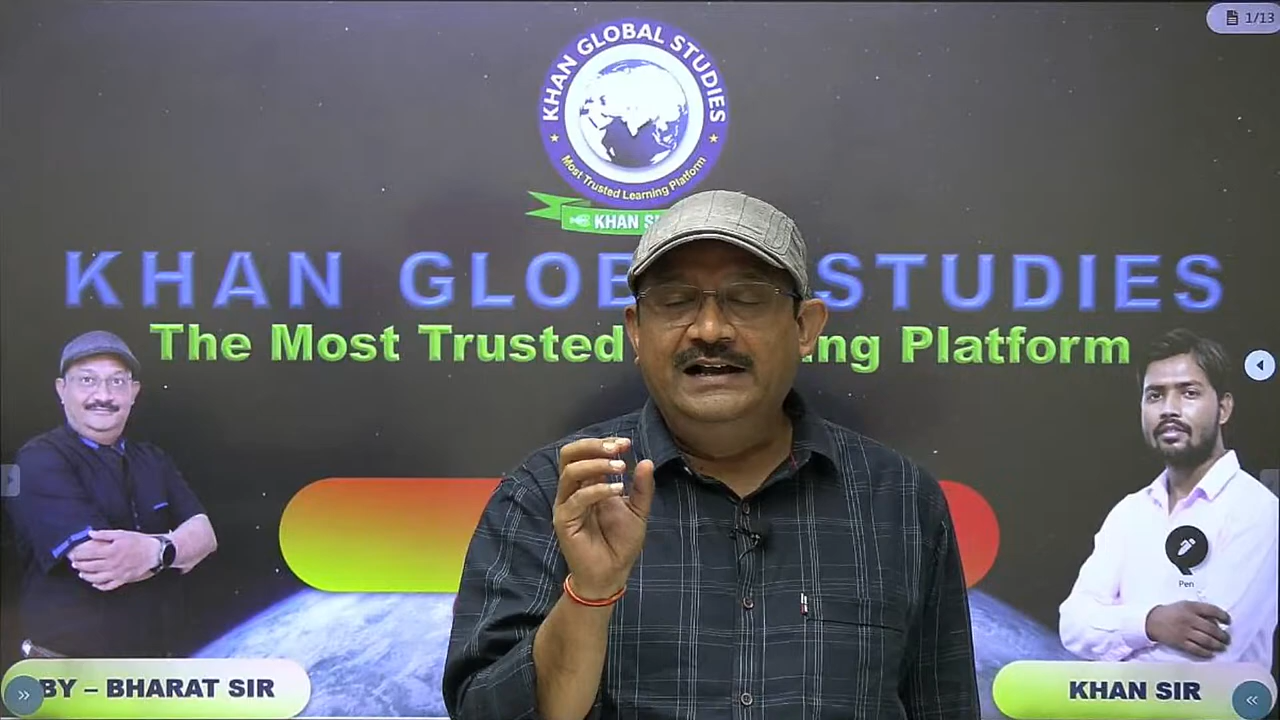 1/13
KHAN GLOBAL STUDIES
Most Trusted Learning Platform
KHAN
KHAN GLOB STUDIES
The Most Trusted ing Platform
Pen
BY – BHARAT SIR
KHAN SIR